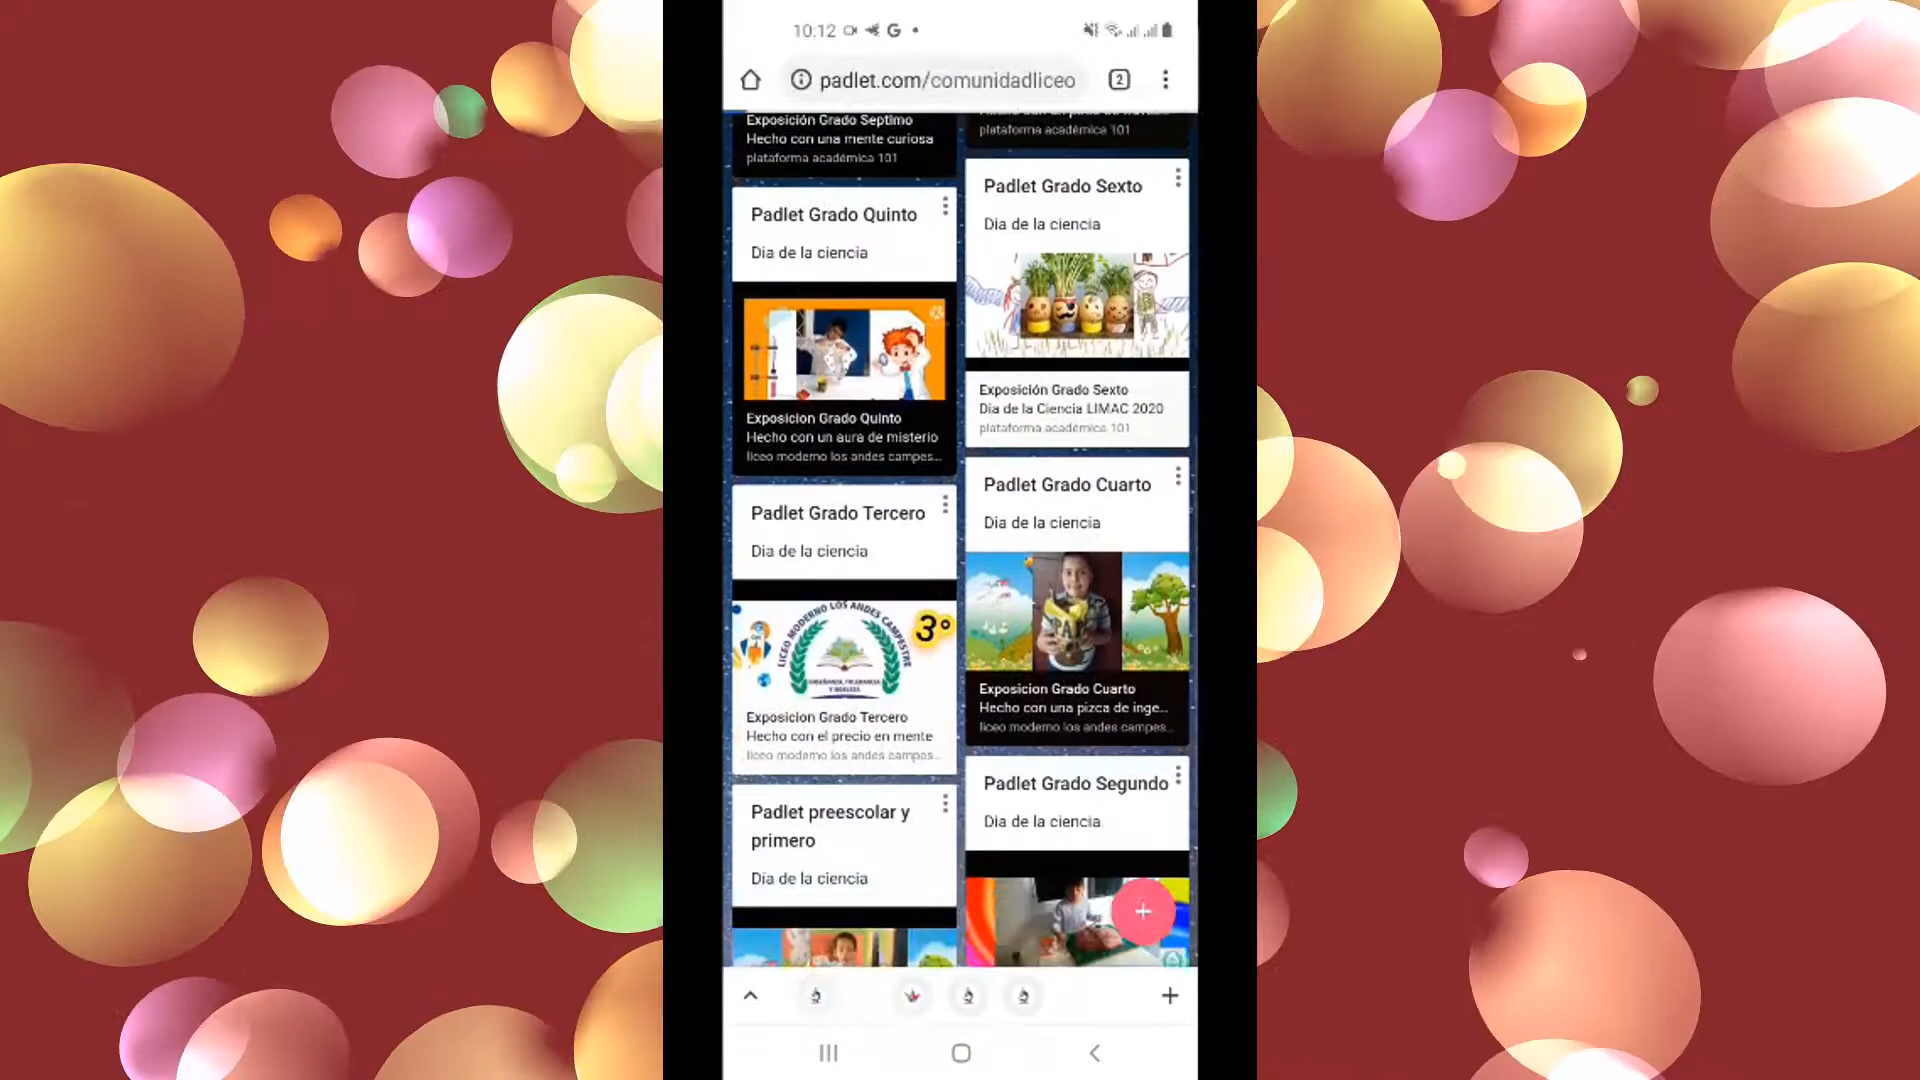 10:12
padlet.com/comunidadliceo
2
Exposición Grado Septimo
Hecho con una mente curiosa
plataforma académica 101
Padlet Grado Quinto
Dia de la ciencia
Exposicion Grado Quinto
Hecho con un aura de misterio
liceo moderno los andes campes...
Padlet Grado Tercero
Dia de la ciencia
LICEO MODERNO LOS ANDES CAMPESTRE
3°
Exposicion Grado Tercero
Hecho con el precio en mente
liceo moderno los andes campes...
Padlet preescolar y
primero
Dia de la ciencia
plataforma académica 101
Padlet Grado Sexto
Dia de la ciencia
Exposición Grado Sexto
Dia de la Ciencia LIMAC 2020
plataforma académica 101
Padlet Grado Cuarto
Dia de la ciencia
Exposicion Grado Cuarto
Hecho con una pizca de inge...
liceo moderno los andes campes...
Padlet Grado Segundo
Dia de la ciencia